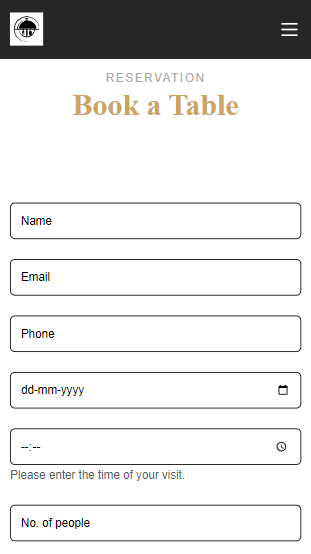 RESERVATION
Book a Table
Name
Email
Phone
dd-mm-yyyy
--:--
Please enter the time of your visit.
No. of people